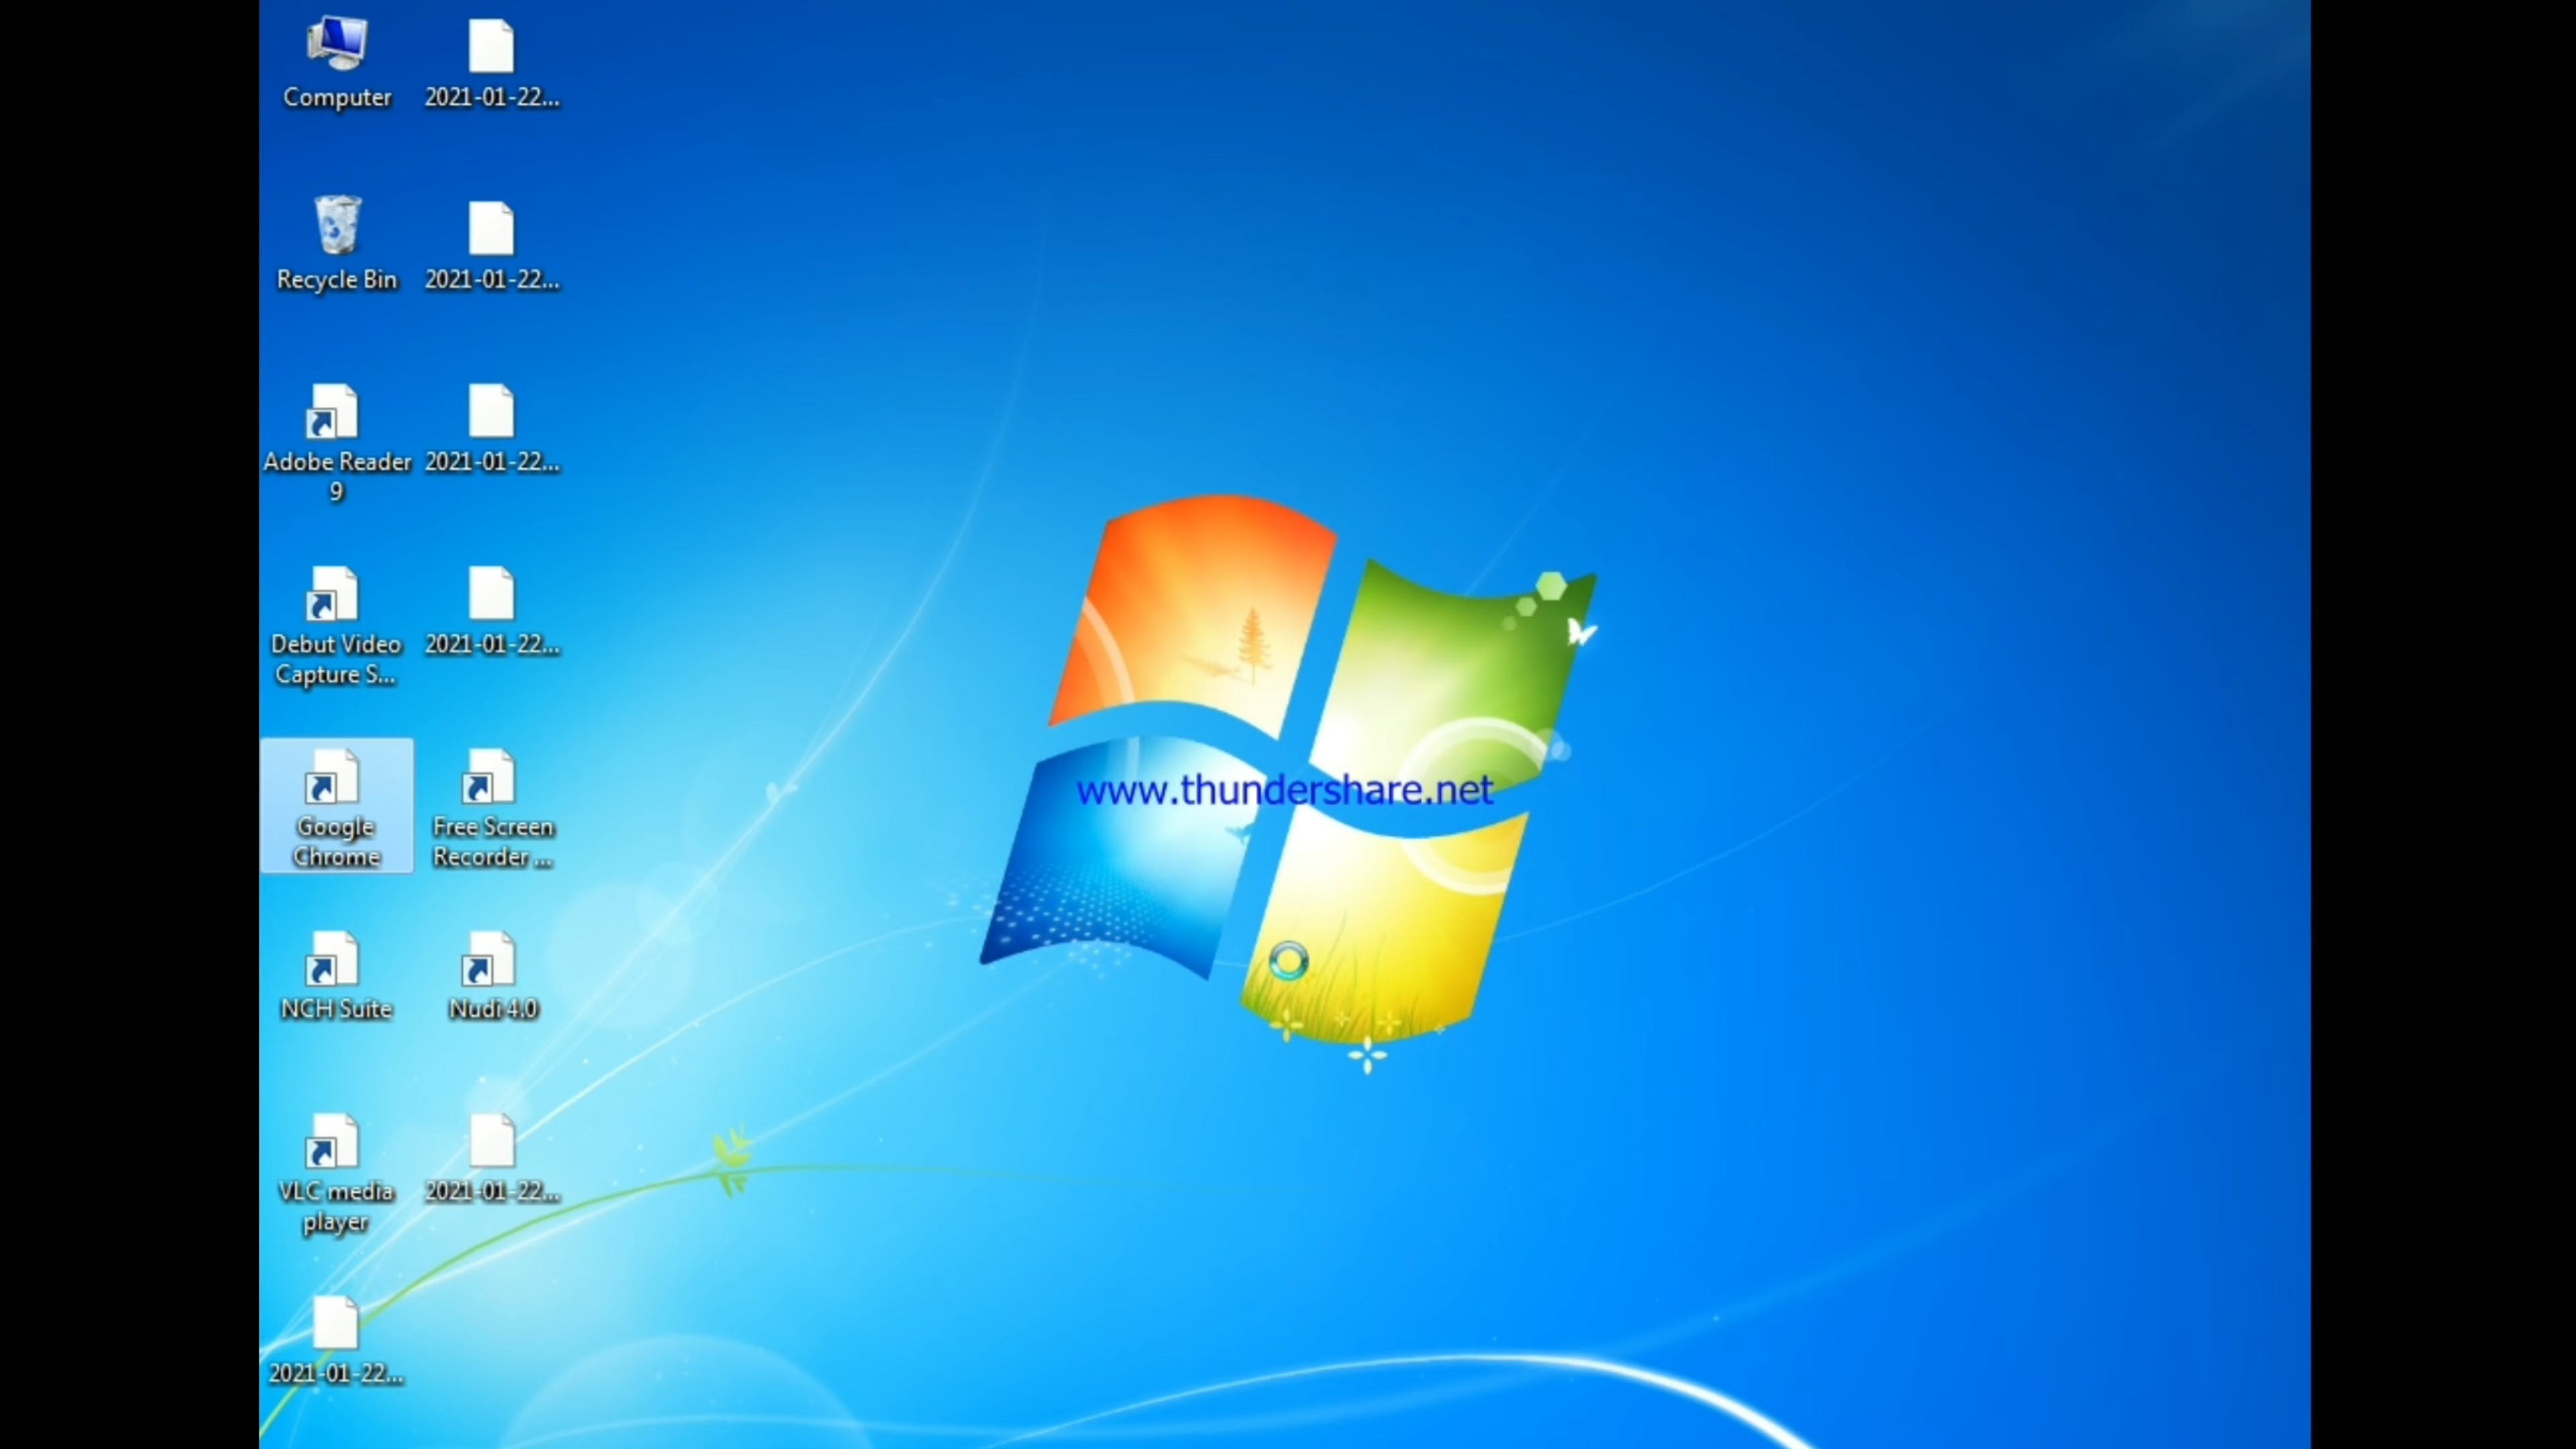 Computer
2021-01-22...
Recycle Bin
2021-01-22...
Adobe Reader
9
2021-01-22...
Debut Video
Capture S...
2021-01-22...
Google
Chrome
Free Screen
Recorder ...
NCH Suite
Nudi 4.0
VLC media
player
2021-01-22...
2021-01-22...
www.thundershare.net